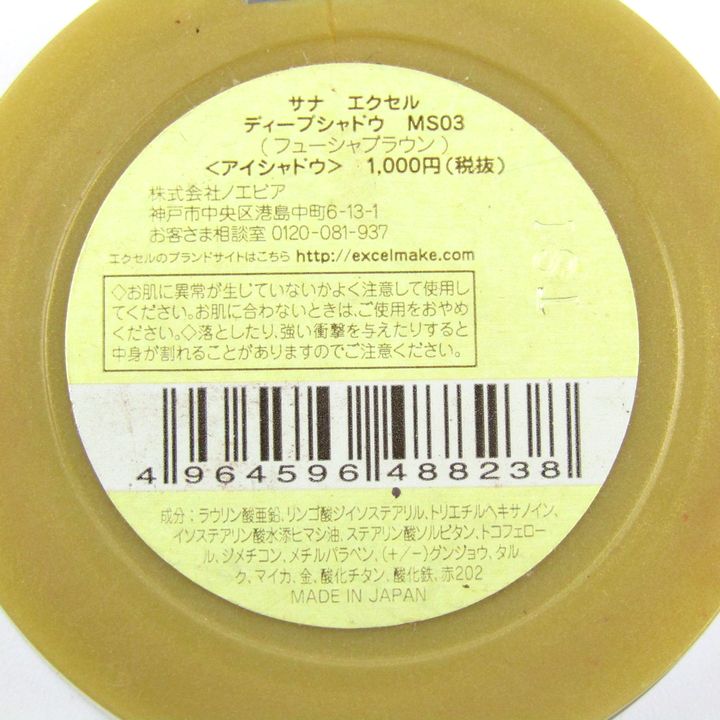 サナ　エクセル
ディープシャドウ　MS03
（フューシャブラウン）
＜アイシャドウ＞　1,000円（税抜）
株式会社ノエビア
神戸市中央区港島中町6-13-1
お客さま相談室 0120-081-937
エクセルのブランドサイトはこちら http://excelmake.com
◇お肌に異常が生じていないかよく注意して使用し
てください。お肌に合わないときは、ご使用をおやめ
ください。◇落としたり、強い衝撃を与えたりすると
中身が割れることがありますのでご注意ください。
4 964596 488238
成分：ラウリン酸亜鉛、リンゴ酸ジイソステアリル、トリエチルヘキサノイン、
イソステアリン酸水添ヒマシ油、ステアリン酸ソルビタン、トコフェロー
ル、ジメチコン、メチルパラベン、(+/−)グンジョウ、タル
ク、マイカ、金、酸化チタン、酸化鉄、赤202
MADE IN JAPAN